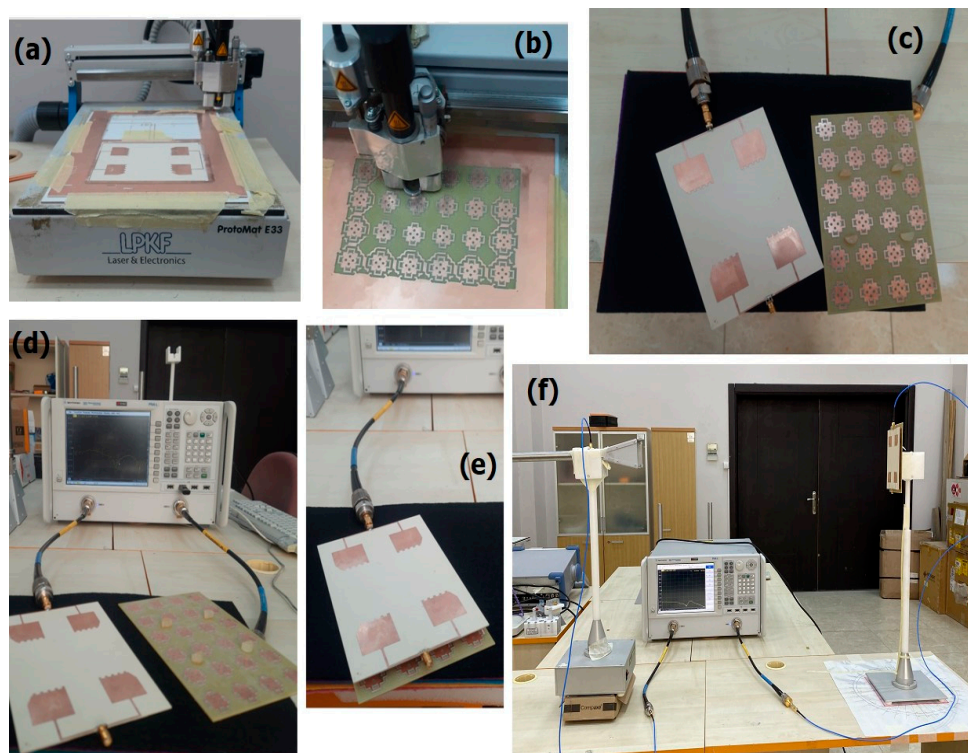 (a)
ProtoMat E33
LPKF
Laser & Electronics
(b)
(c)
(d)
(e)
(f)